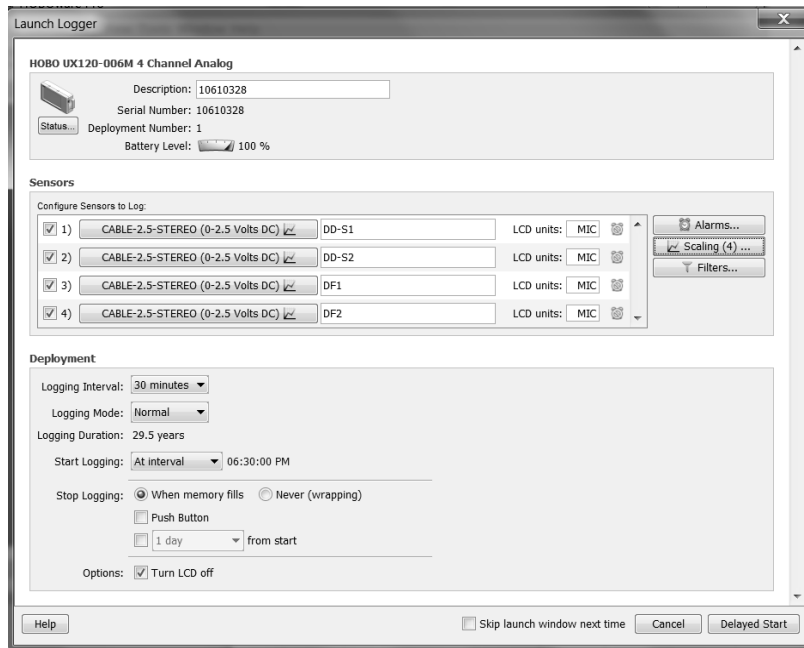 Launch Logger
HOBO UX120-006M 4 Channel Analog
Description: 10610328
Serial Number: 10610328
Status... Deployment Number: 1
Battery Level: 100 %
Sensors
Configure Sensors to Log:
1) CABLE-2.5-STEREO (0-2.5 Volts DC) DD-S1 LCD units: MIC Alarms...
Scaling (4) ...
2) CABLE-2.5-STEREO (0-2.5 Volts DC) DD-S2 LCD units: MIC
Filters...
3) CABLE-2.5-STEREO (0-2.5 Volts DC) DF1 LCD units: MIC
4) CABLE-2.5-STEREO (0-2.5 Volts DC) DF2 LCD units: MIC
Deployment
Logging Interval: 30 minutes
Logging Mode: Normal
Logging Duration: 29.5 years
Start Logging: At interval 06:30:00 PM
Stop Logging: When memory fills Never (wrapping)
Push Button
1 day from start
Options: Turn LCD off
Help Skip launch window next time Cancel Delayed Start